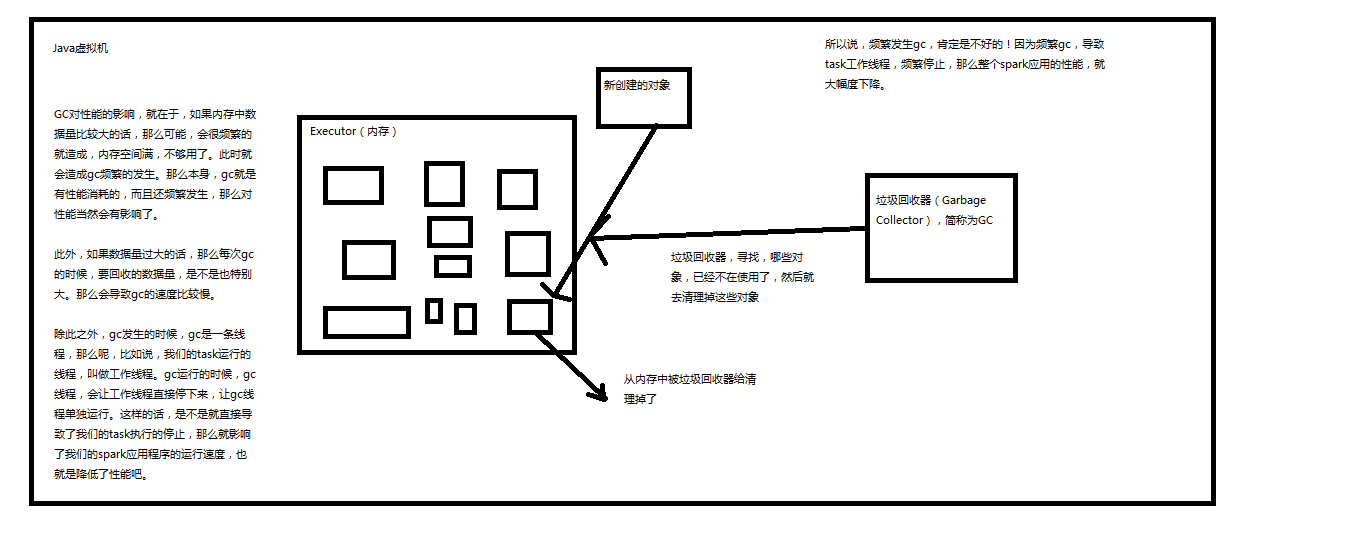 Java虚拟机
GC对性能的影响，就在于，如果内存中数
据量比较大的话，那么可能，会很频繁的
就造成，内存空间满，不够用了。此时就
会造成gc频繁的发生。那么本身，gc就是
有性能消耗的，而且还频繁发生，那么对
性能当然会有影响了。
此外，如果数据量过大的话，那么每次gc
的时候，要回收的数据量，是不是也特别
大。那么会导致gc的速度比较慢。
除此之外，gc发生的时候，gc是一条线
程，那么呢，比如说，我们的task运行的
线程，叫做工作线程。gc运行的时候，gc
线程，会让工作线程直接停下来，让gc线
程单独运行。这样的话，是不是就直接导
致了我们的task执行的停止，那么就影响
了我们的spark应用程序的运行速度，也
就是降低了性能吧。
Executor（内存）
新创建的对象
所以说，频繁发生gc，肯定是不好的！因为频繁gc，导致
task工作线程，频繁停止，那么整个spark应用的性能，就
大幅度下降。
垃圾回收器（Garbage
Collector），简称为GC
垃圾回收器，寻找，哪些对
象，已经不在使用了，然后就
去清理掉这些对象
从内存中被垃圾回收器给清
理掉了